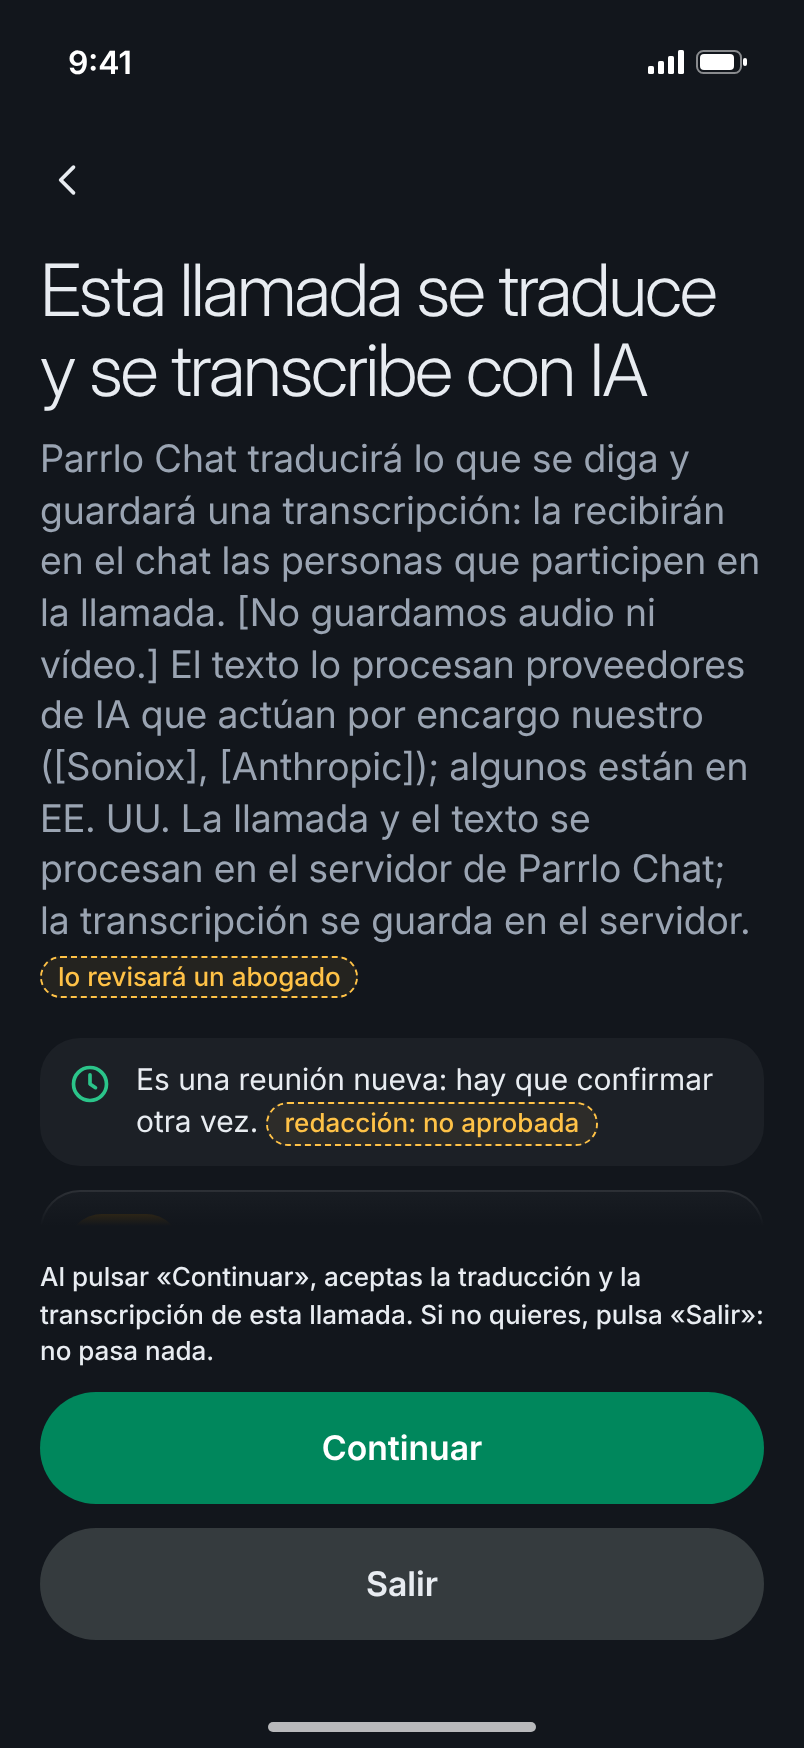 9:41
Esta llamada se traduce
y se transcribe con IA
Parrlo Chat traducirá lo que se diga y
guardará una transcripción: la recibirán
en el chat las personas que participen en
la llamada. [No guardamos audio ni
vídeo.] El texto lo procesan proveedores
de IA que actúan por encargo nuestro
([Soniox], [Anthropic]); algunos están en
EE. UU. La llamada y el texto se
procesan en el servidor de Parrlo Chat;
la transcripción se guarda en el servidor.
lo revisará un abogado
Es una reunión nueva: hay que confirmar
otra vez. redacción: no aprobada
Al pulsar «Continuar», aceptas la traducción y la
transcripción de esta llamada. Si no quieres, pulsa «Salir»:
no pasa nada.
Continuar
Salir